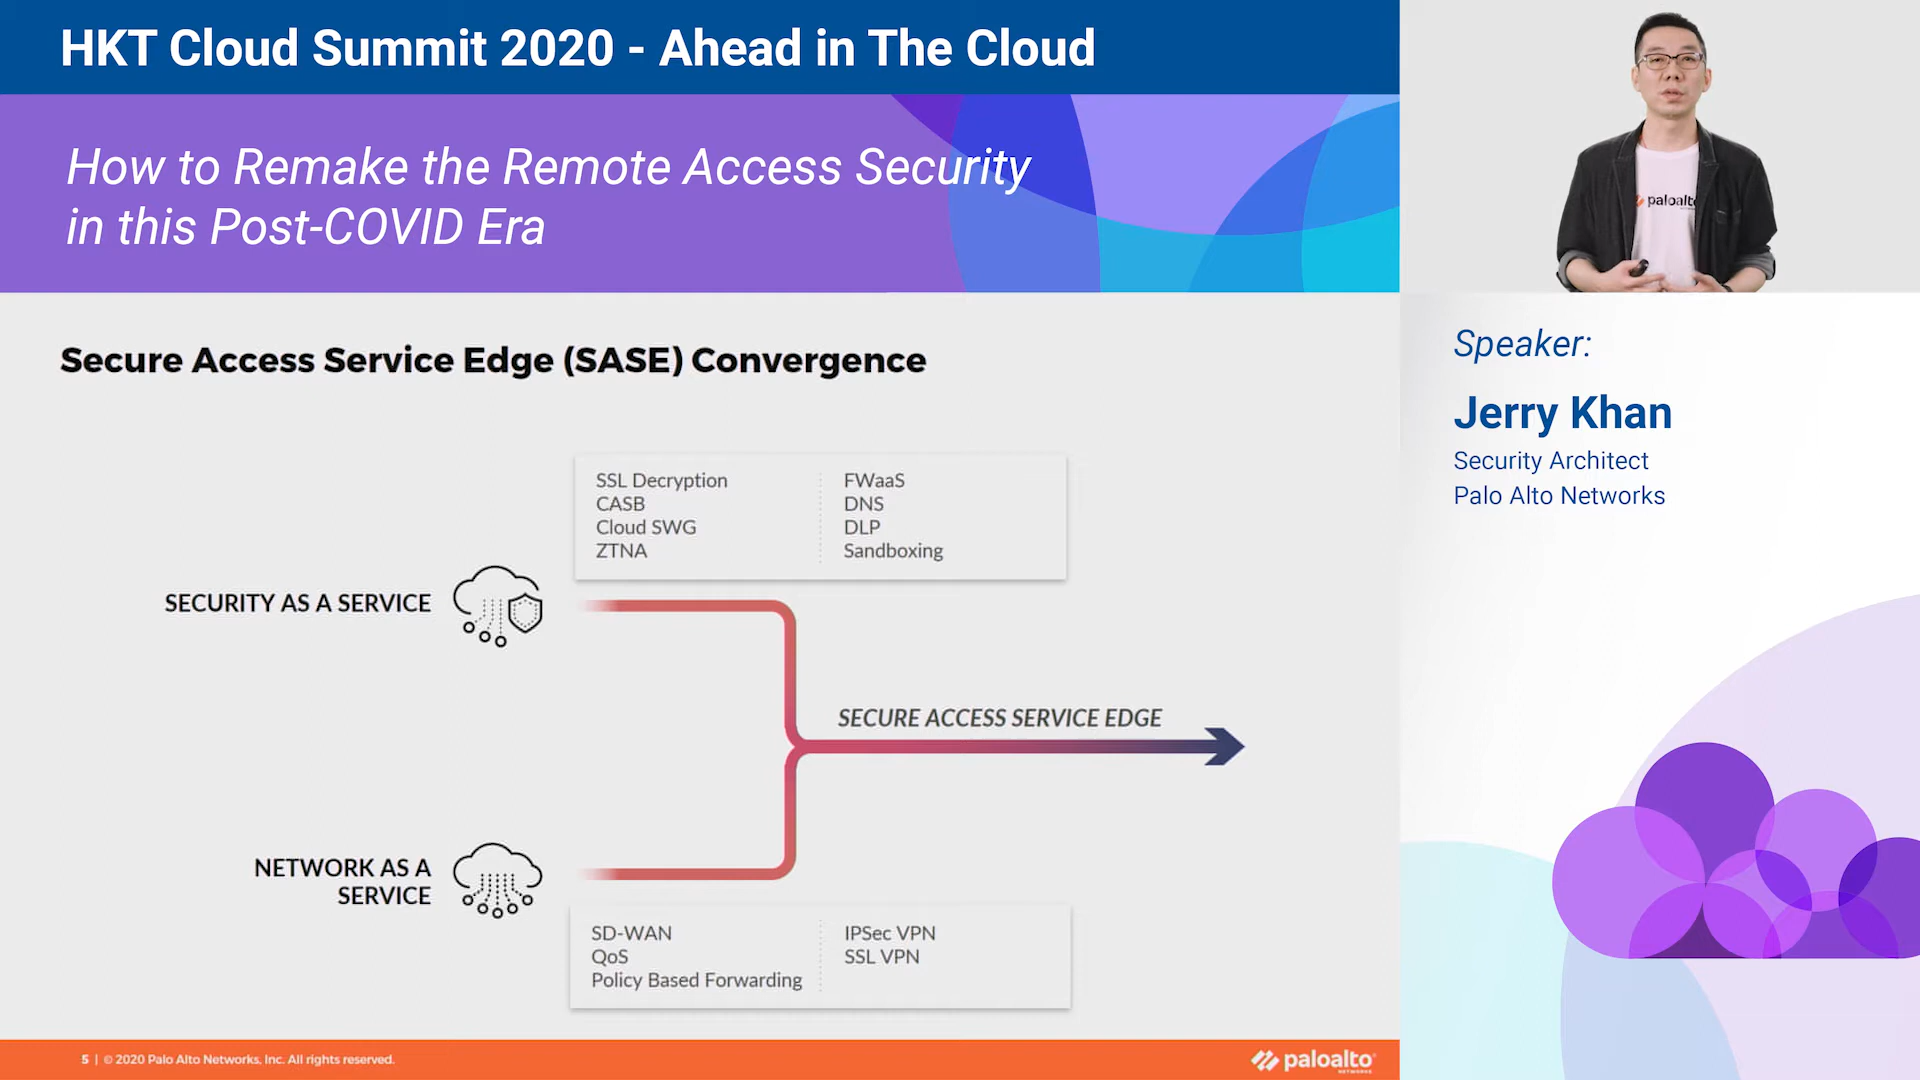 HKT Cloud Summit 2020 - Ahead in The Cloud
How to Remake the Remote Access Security
in this Post-COVID Era
paloalto
Speaker:
Jerry Khan
Security Architect
Palo Alto Networks
Secure Access Service Edge (SASE) Convergence
SSL Decryption
CASB
Cloud SWG
ZTNA
FWaaS
DNS
DLP
Sandboxing
SECURITY AS A SERVICE
SECURE ACCESS SERVICE EDGE
NETWORK AS A
SERVICE
SD-WAN
QoS
Policy Based Forwarding
IPSec VPN
SSL VPN
5 | © 2020 Palo Alto Networks, Inc. All rights reserved.
paloalto
NETWORKS